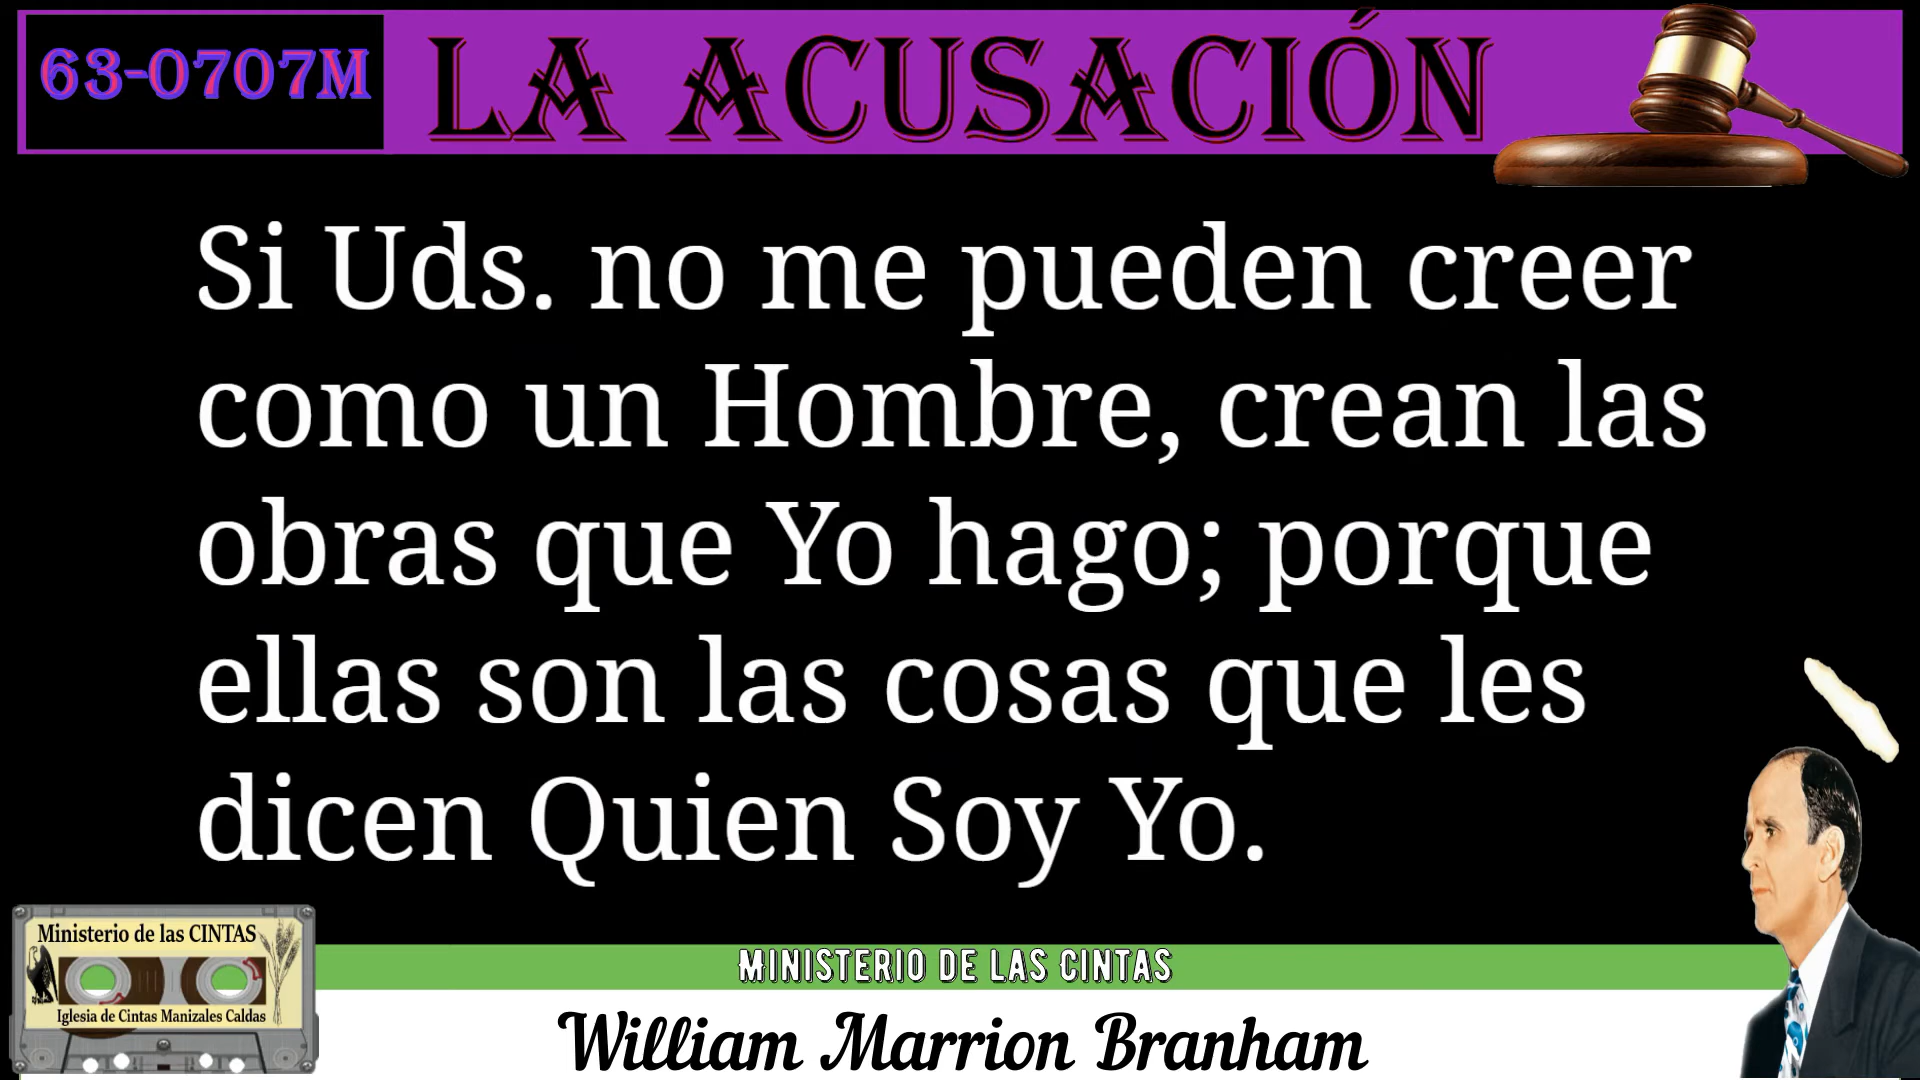 63-0707M
LA ACUSACIÓN
Si Uds. no me pueden creer
como un Hombre, crean las
obras que Yo hago; porque
ellas son las cosas que les
dicen Quien Soy Yo.
Ministerio de las CINTAS
Iglesia de Cintas Manizales Caldas
MINISTERIO DE LAS CINTAS
William Marrion Branham